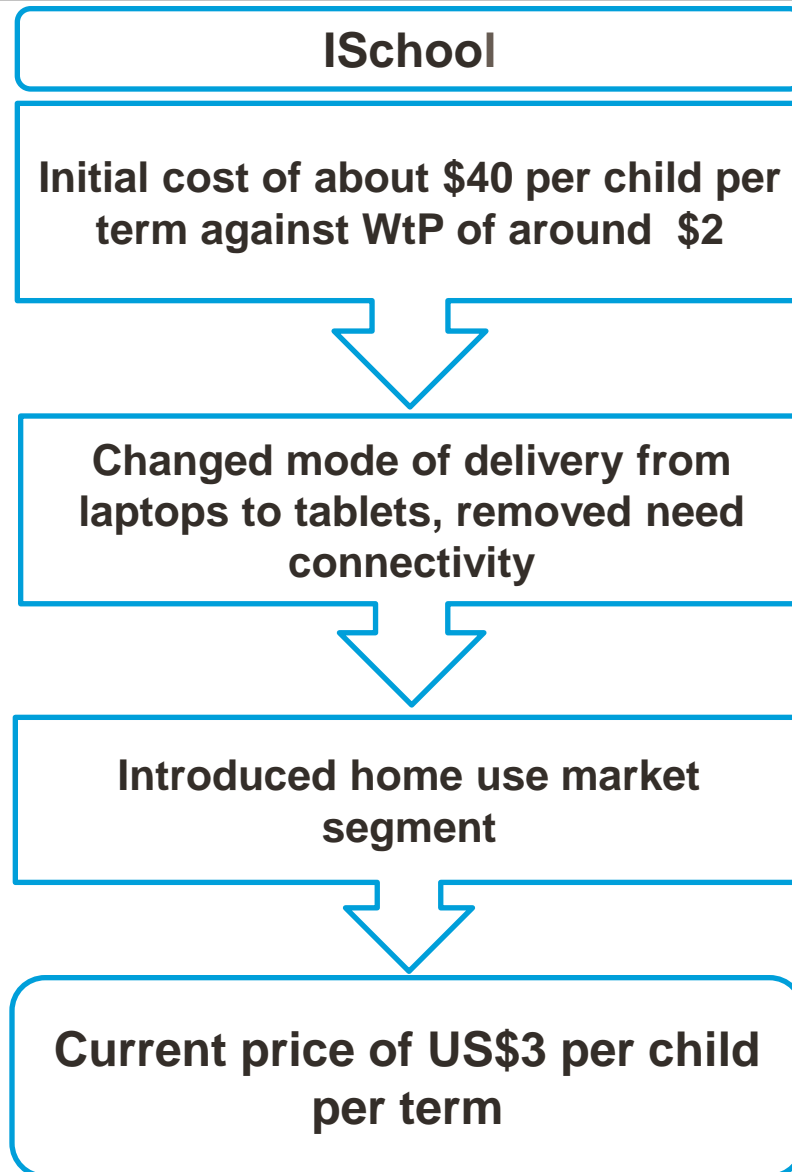 ISchool
Initial cost of about $40 per child per
term against WtP of around $2
Changed mode of delivery from
laptops to tablets, removed need
connectivity
Introduced home use market
segment
Current price of US$3 per child
per term